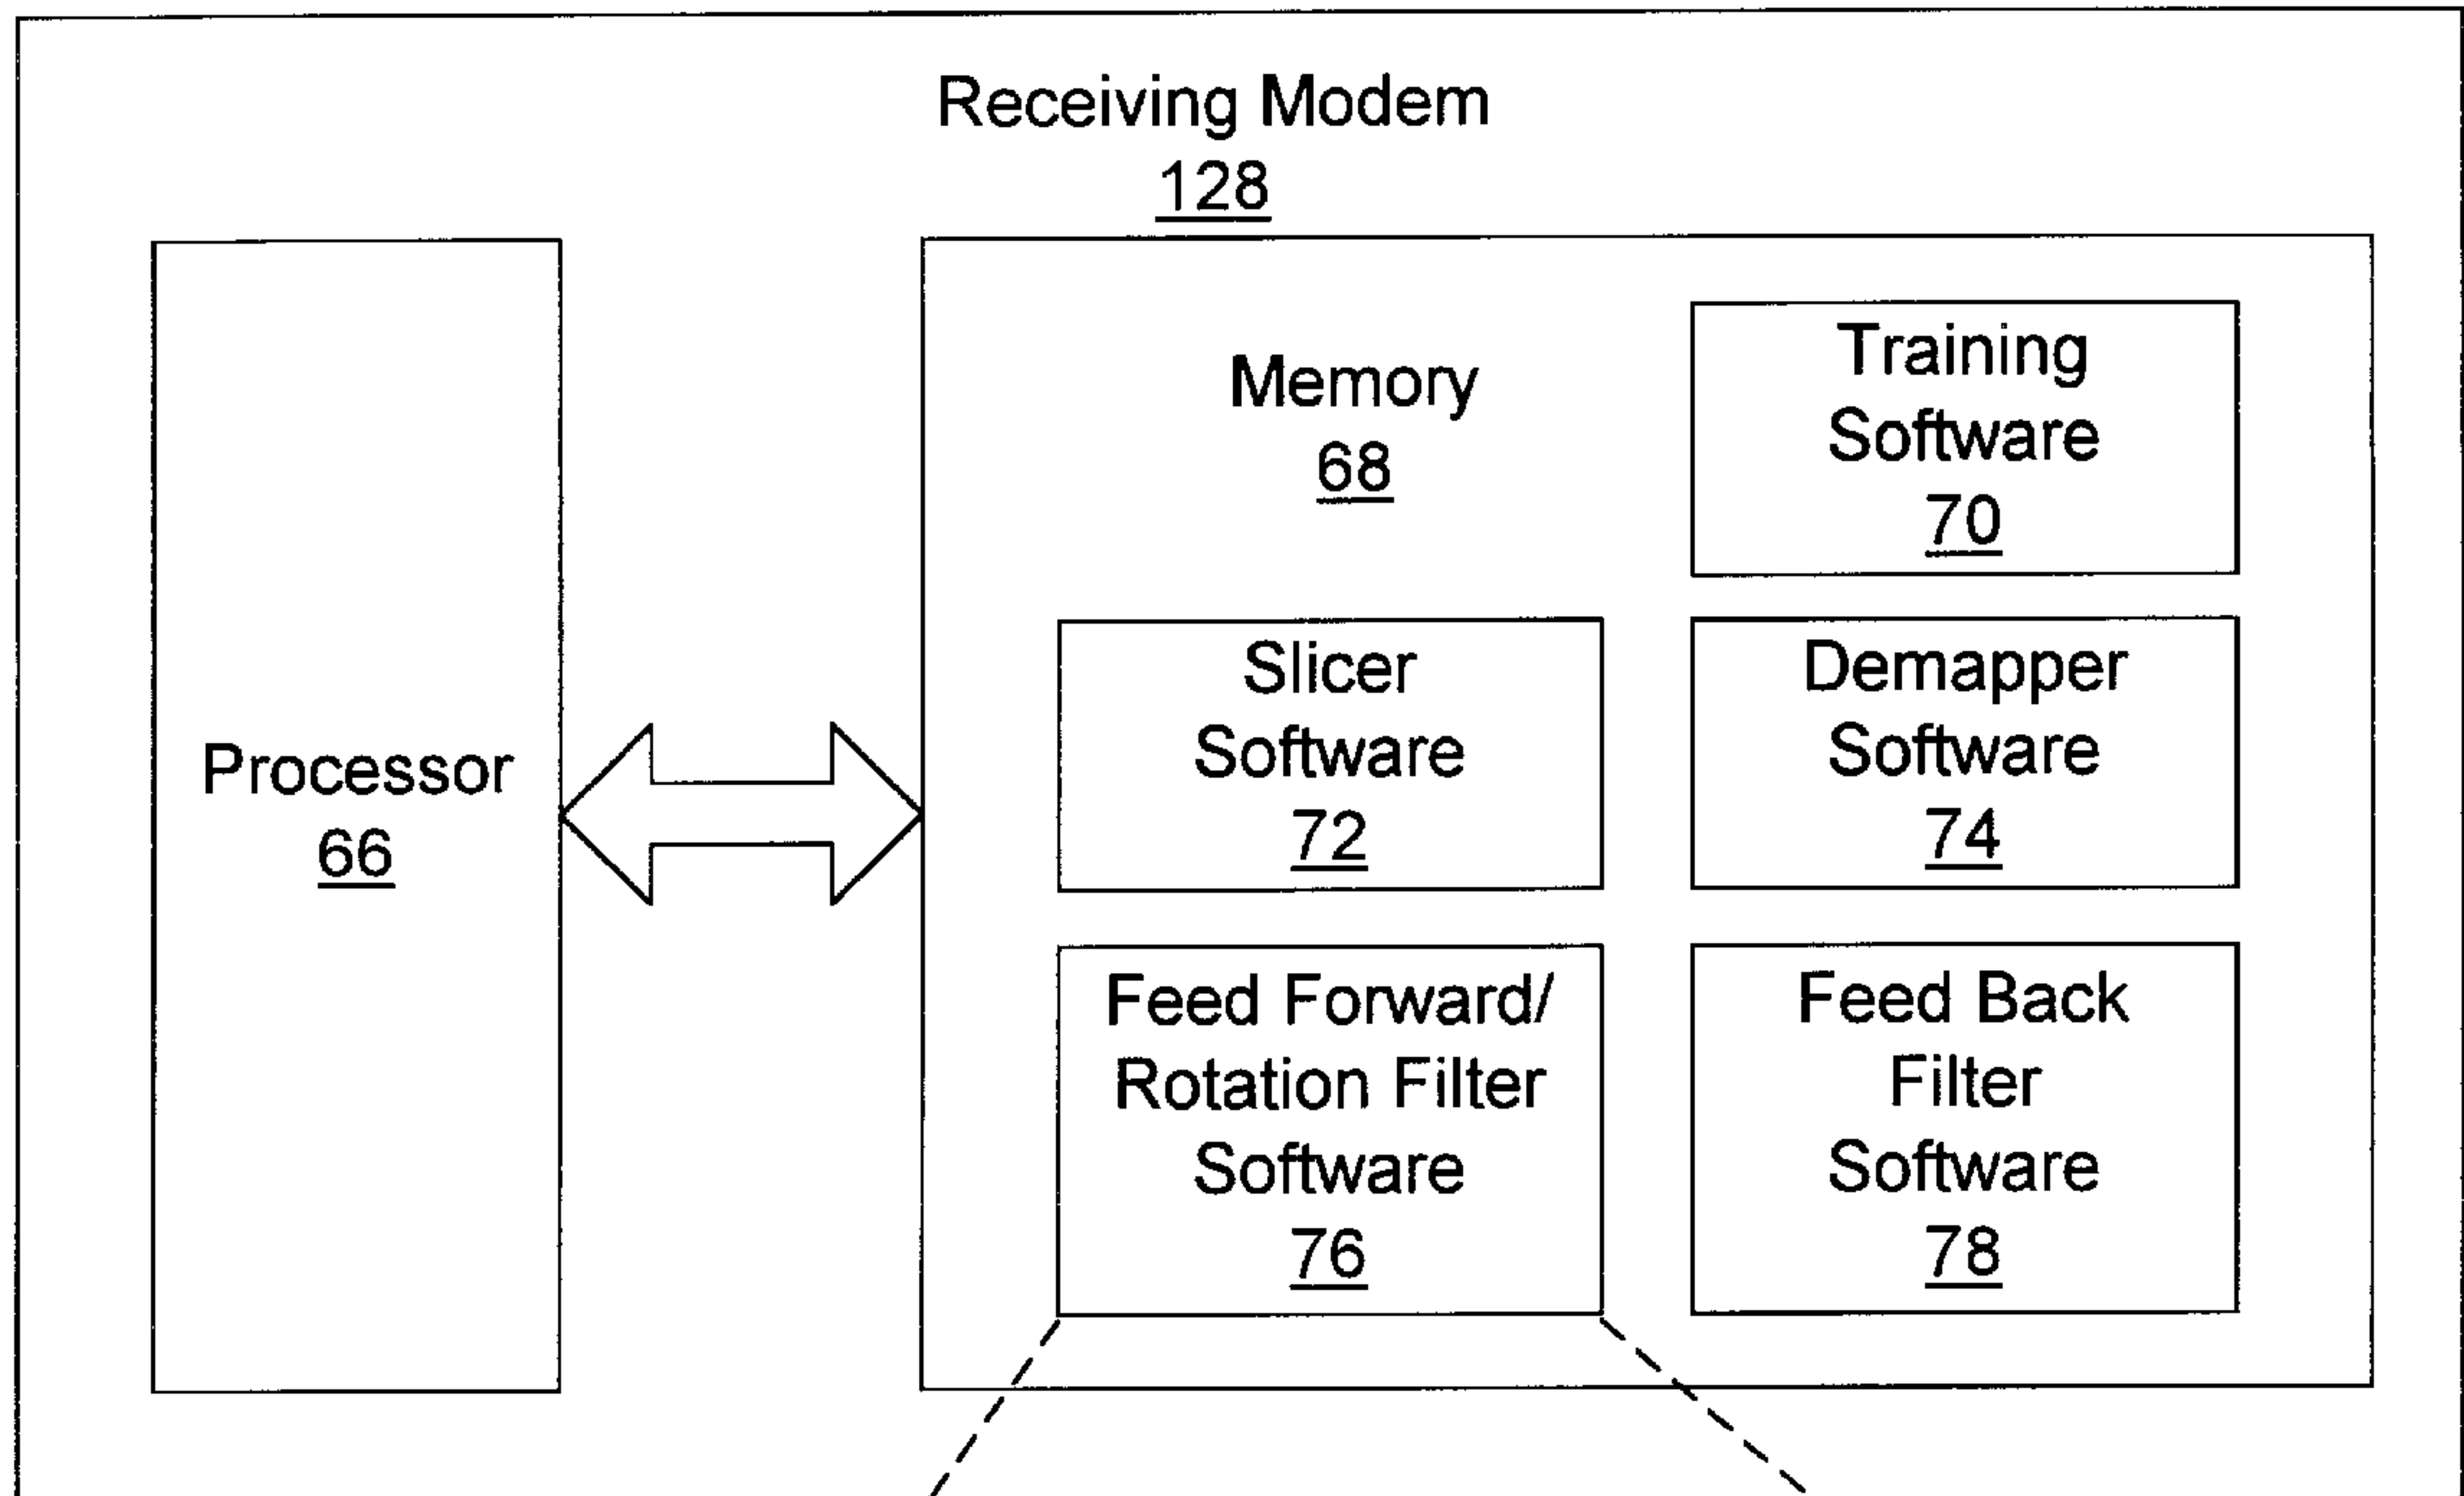 Receiving Modem
128
Processor
66
Memory
68
Training
Software
70
Slicer
Software
72
Demapper
Software
74
Feed Forward/
Rotation Filter
Software
76
Feed Back
Filter
Software
78